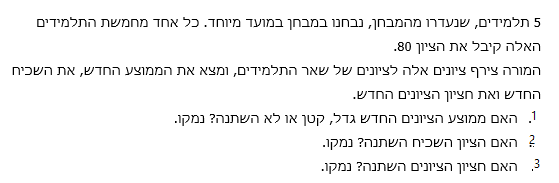 5 תלמידים, שנעדרו מהמבחן, נבחנו במבחן במועד מיוחד. כל אחד מחמשת התלמידים
האלה קיבל את הציון 80.
המורה צירף ציונים אלה לציונים של שאר התלמידים, ומצא את הממוצע החדש, את השכיח
החדש ואת חציון הציונים החדש.
1. האם ממוצע הציונים החדש גדל, קטן או לא השתנה? נמקו.
2. האם הציון השכיח השתנה? נמקו.
3. האם חציון הציונים השתנה? נמקו.